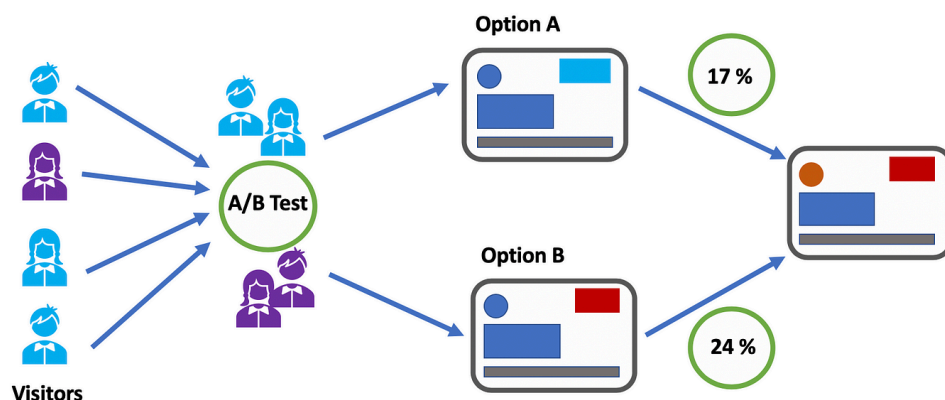 Option A
17 %
A/B Test
Option B
24 %
Visitors